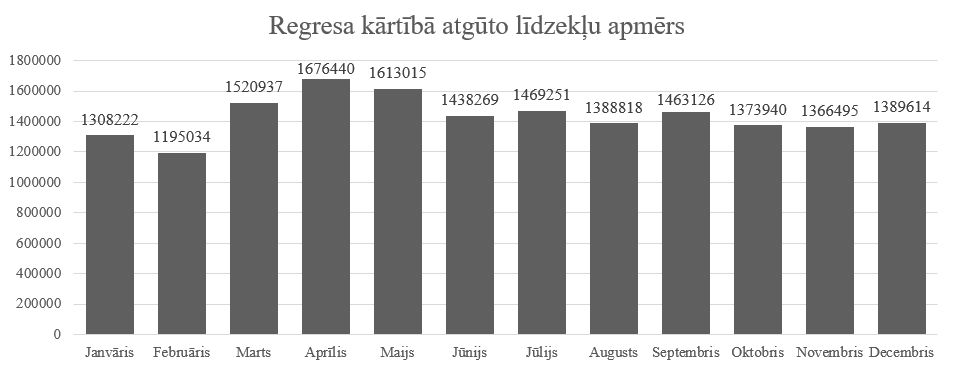 Regresa kārtībā atgūto līdzekļu apmērs
1800000
1600000
1400000
1200000
1000000
800000
600000
400000
200000
0
1308222
1195034
1520937
1676440
1613015
1438269
1469251
1388818
1463126
1373940
1366495
1389614
Janvāris
Februāris
Marts
Aprīlis
Maijs
Jūnijs
Jūlijs
Augusts
Septembris
Oktobris
Novembris
Decembris